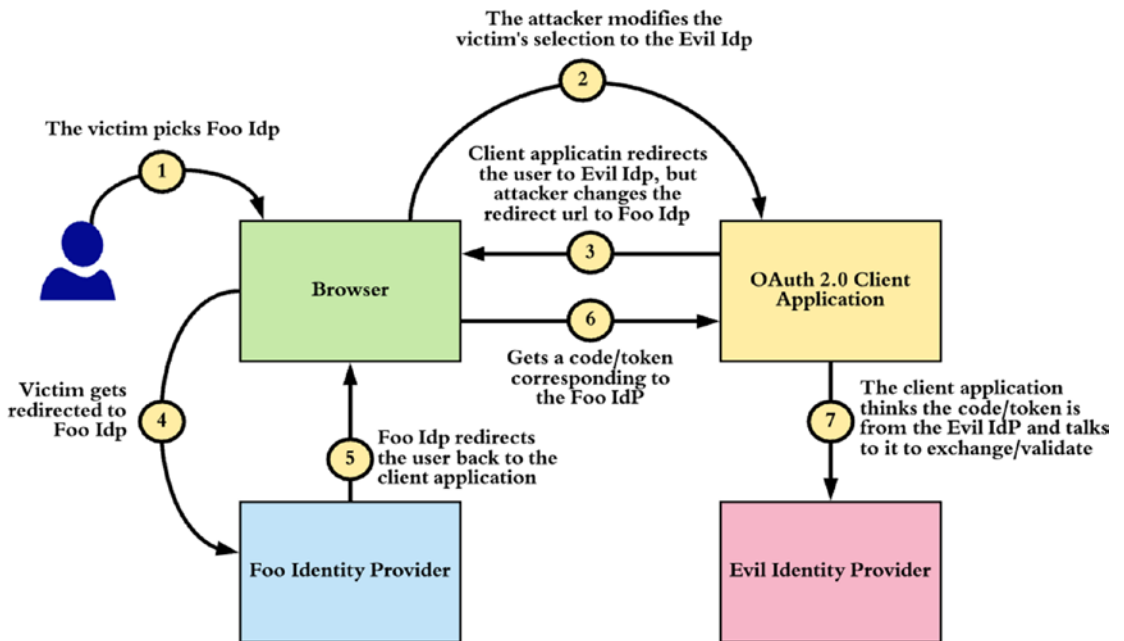 The attacker modifies the
victim's selection to the Evil Idp
2
The victim picks Foo Idp
1
Client applicatin redirects
the user to Evil Idp, but
attacker changes the
redirect url to Foo Idp
3
Browser
OAuth 2.0 Client
Application
6
Gets a code/token
corresponding to
the Foo IdP
Victim gets
redirected to
Foo Idp
4
5
Foo Idp redirects
the user back to the
client application
7
The client application
thinks the code/token is
from the Evil IdP and talks
to it to exchange/validate
Foo Identity Provider
Evil Identity Provider